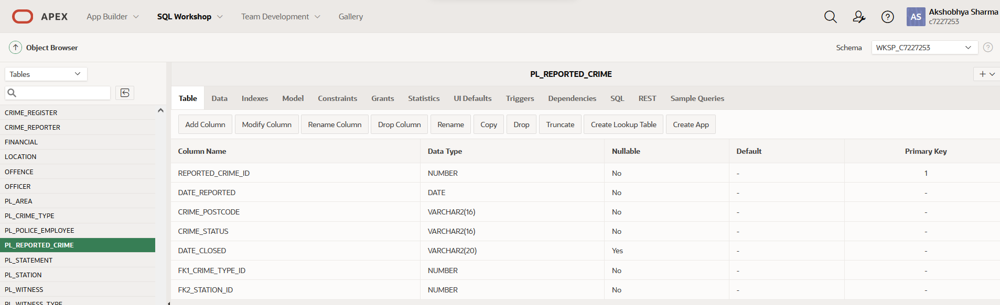 APEX App Builder SQL Workshop Team Development Gallery AS Akshobhya Sharma
c7227253
Object Browser Schema WKSP_C7227253
Tables
PL_REPORTED_CRIME
Table Data Indexes Model Constraints Grants Statistics UI Defaults Triggers Dependencies SQL REST Sample Queries
Add Column Modify Column Rename Column Drop Column Rename Copy Drop Truncate Create Lookup Table Create App
CRIME_REGISTER
CRIME_REPORTER
FINANCIAL
LOCATION
OFFENCE
OFFICER
PL_AREA
PL_CRIME_TYPE
PL_POLICE_EMPLOYEE
PL_REPORTED_CRIME
PL_STATEMENT
PL_STATION
PL_WITNESS
PL_WITNESS_TYPE
Column Name Data Type Nullable Default Primary Key
REPORTED_CRIME_ID NUMBER No - 1
DATE_REPORTED DATE No - -
CRIME_POSTCODE VARCHAR2(16) No - -
CRIME_STATUS VARCHAR2(16) No - -
DATE_CLOSED VARCHAR2(20) Yes - -
FK1_CRIME_TYPE_ID NUMBER No - -
FK2_STATION_ID NUMBER No - -